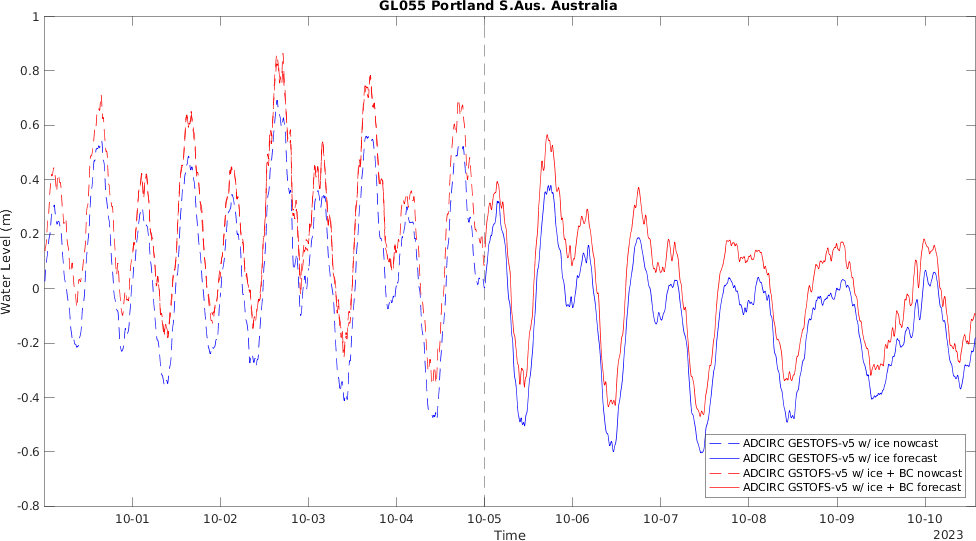 GL055 Portland S.Aus. Australia
1
0.8
0.6
0.4
0.2
0
-0.2
-0.4
-0.6
-0.8
Water Level (m)
10-01 10-02 10-03 10-04 10-05 10-06 10-07 10-08 10-09 10-10
Time
2023
ADCIRC GESTOFS-v5 w/ ice nowcast
ADCIRC GESTOFS-v5 w/ ice forecast
ADCIRC GSTOFS-v5 w/ ice + BC nowcast
ADCIRC GSTOFS-v5 w/ ice + BC forecast